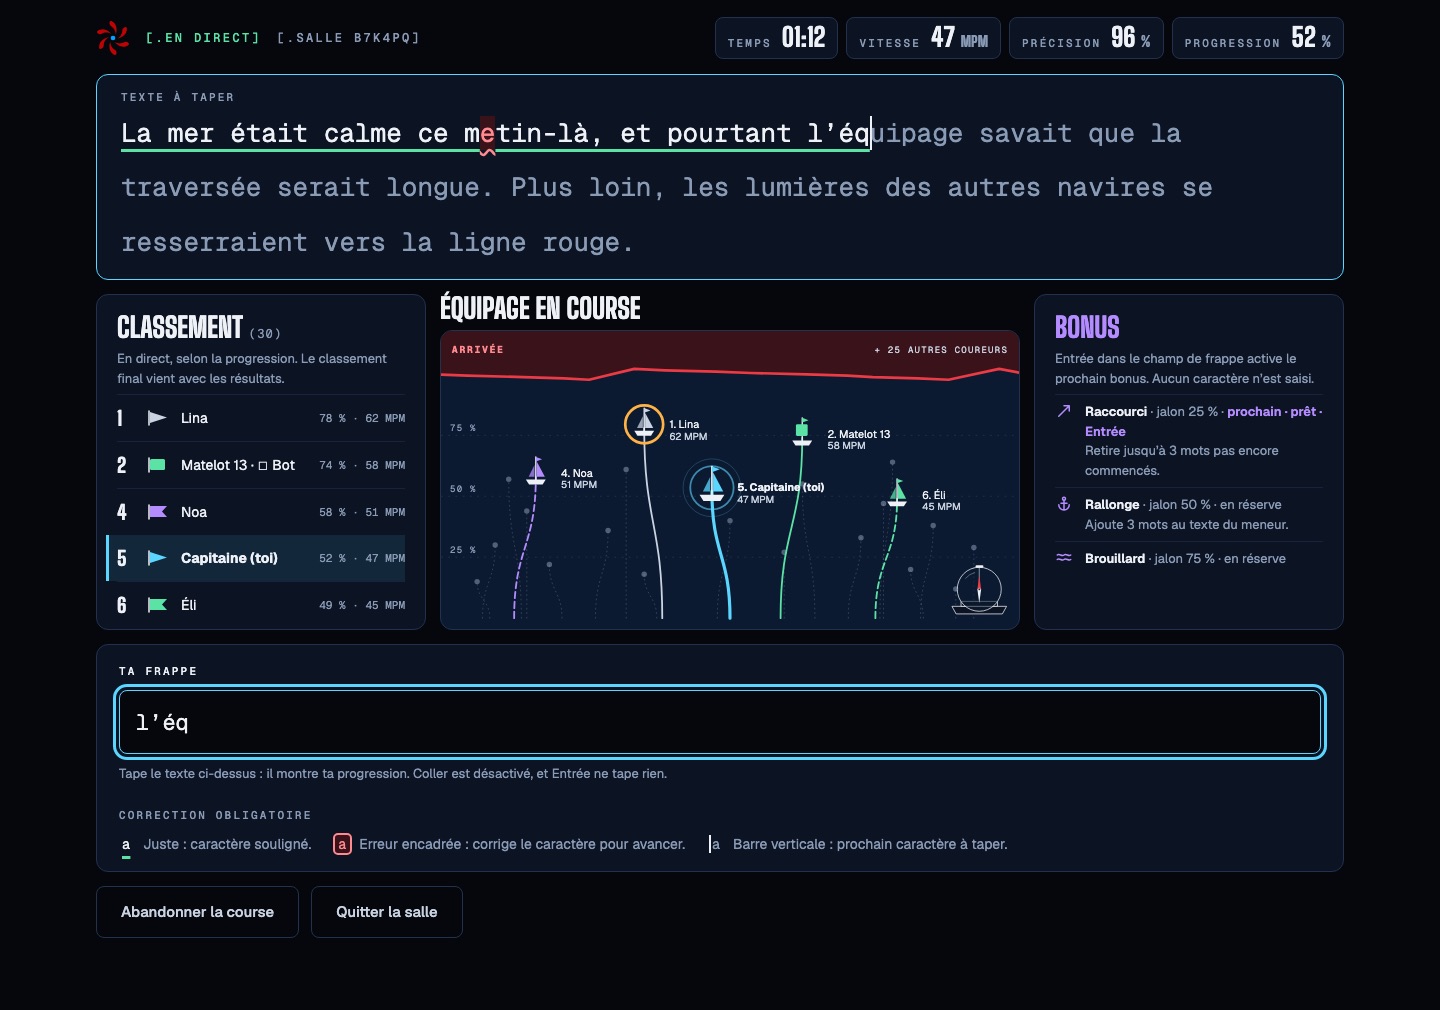 [.EN DIRECT] [.SALLE B7K4PQ]
TEMPS 01:12
VITESSE 47 MPM
PRÉCISION 96 %
PROGRESSION 52 %
TEXTE À TAPER
La mer était calme ce metin-là, et pourtant l’équipage savait que la
traversée serait longue. Plus loin, les lumières des autres navires se
resserraient vers la ligne rouge.
CLASSEMENT (30)
En direct, selon la progression. Le classement
final vient avec les résultats.
1 Lina 78 % · 62 MPM
2 Matelot 13 · □ Bot 74 % · 58 MPM
4 Noa 58 % · 51 MPM
5 Capitaine (toi) 52 % · 47 MPM
6 Éli 49 % · 45 MPM
ÉQUIPAGE EN COURSE
ARRIVÉE
+ 25 AUTRES COUREURS
75 %
50 %
25 %
1. Lina
62 MPM
2. Matelot 13
58 MPM
4. Noa
51 MPM
5. Capitaine (toi)
47 MPM
6. Éli
45 MPM
BONUS
Entrée dans le champ de frappe active le
prochain bonus. Aucun caractère n'est saisi.
Raccourci · jalon 25 % · prochain · prêt ·
Entrée
Retire jusqu'à 3 mots pas encore
commencés.
Rallonge · jalon 50 % · en réserve
Ajoute 3 mots au texte du meneur.
Brouillard · jalon 75 % · en réserve
TA FRAPPE
l’éq
Tape le texte ci-dessus : il montre ta progression. Coller est désactivé, et Entrée ne tape rien.
CORRECTION OBLIGATOIRE
a Juste : caractère souligné.
a Erreur encadrée : corrige le caractère pour avancer.
a Barre verticale : prochain caractère à taper.
Abandonner la course
Quitter la salle